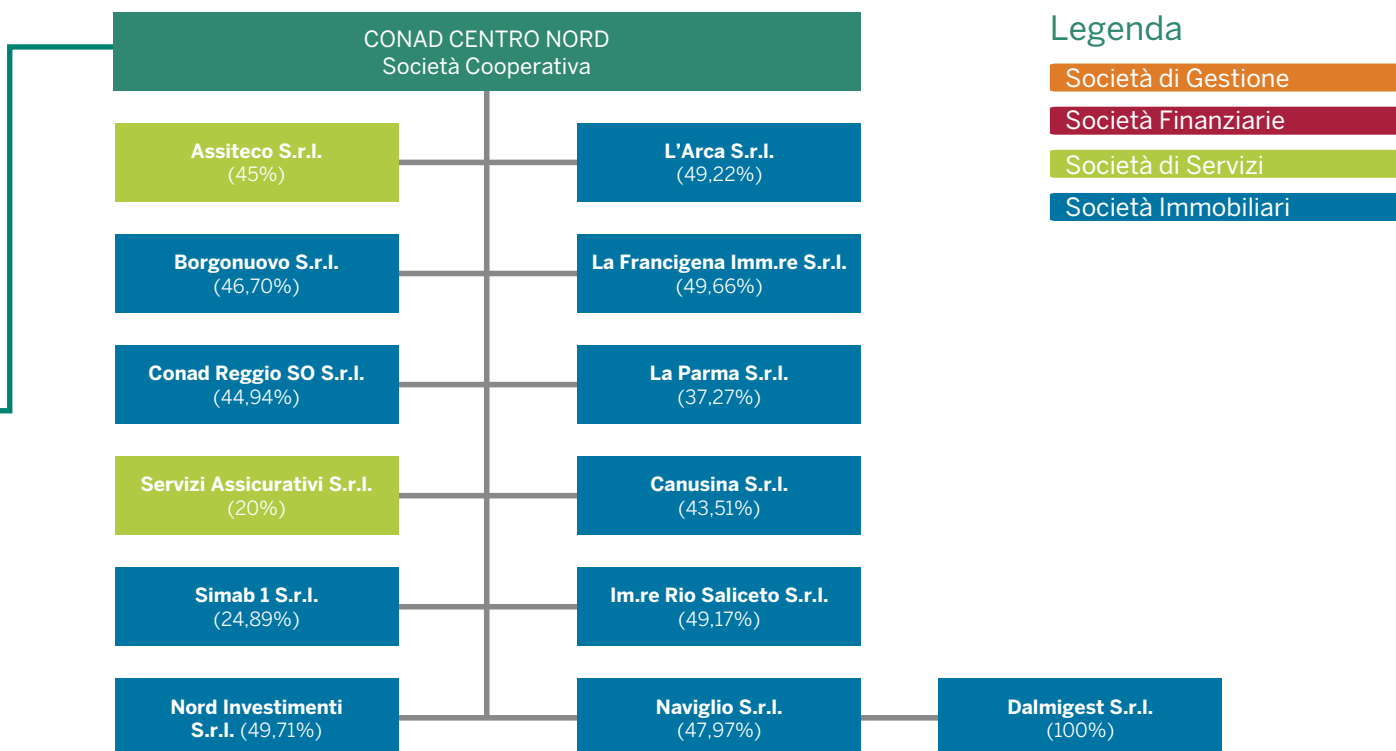 CONAD CENTRO NORD
Società Cooperativa
Legenda
Società di Gestione
Società Finanziarie
Società di Servizi
Società Immobiliari
Assiteco S.r.l.
(45%)
L'Arca S.r.l.
(49,22%)
Borgonuovo S.r.l.
(46,70%)
La Francigena Imm.re S.r.l.
(49,66%)
Conad Reggio SO S.r.l.
(44,94%)
La Parma S.r.l.
(37,27%)
Servizi Assicurativi S.r.l.
(20%)
Canusina S.r.l.
(43,51%)
Simab 1 S.r.l.
(24,89%)
Im.re Rio Saliceto S.r.l.
(49,17%)
Nord Investimenti
S.r.l. (49,71%)
Naviglio S.r.l.
(47,97%)
Dalmigest S.r.l.
(100%)